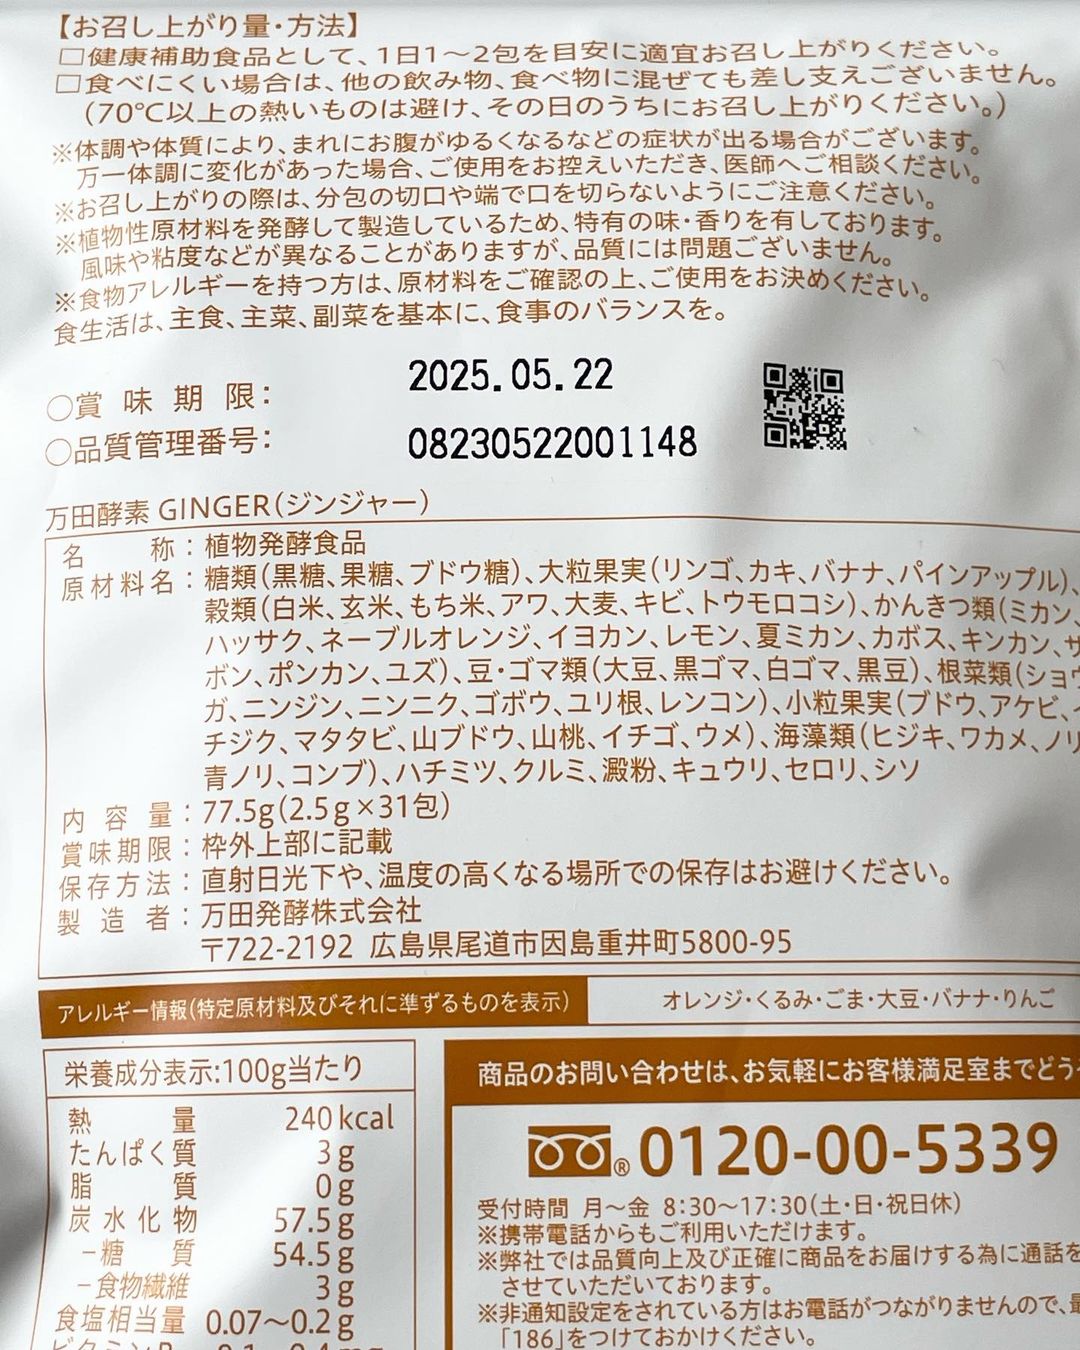 【お召し上がり量・方法】
□健康補助食品として、1日1～2包を目安に適宜お召し上がりください。
□食べにくい場合は、他の飲み物、食べ物に混ぜても差し支えございません。
（70℃以上の熱いものは避け、その日のうちにお召し上がりください。）
※体調や体質により、まれにお腹がゆるくなるなどの症状が出る場合がございます。
万一体調に変化があった場合、ご使用をお控えいただき、医師へご相談ください。
※お召し上がりの際は、分包の切口や端で口を切らないようにご注意ください。
※植物性原材料を発酵して製造しているため、特有の味・香りを有しております。
風味や粘度などが異なることがありますが、品質には問題ございません。
※食物アレルギーを持つ方は、原材料をご確認の上、ご使用をお決めください。
食生活は、主食、主菜、副菜を基本に、食事のバランスを。
○賞味期限： 2025.05.22
○品質管理番号： 08230522001148
万田酵素 GINGER（ジンジャー）
名称：植物発酵食品
原材料名：糖類（黒糖、果糖、ブドウ糖）、大粒果実（リンゴ、カキ、バナナ、パインアップル）、
穀類（白米、玄米、もち米、アワ、大麦、キビ、トウモロコシ）、かんきつ類（ミカン、
ハッサク、ネーブルオレンジ、イヨカン、レモン、夏ミカン、カボス、キンカン、ザ
ボン、ポンカン、ユズ）、豆・ゴマ類（大豆、黒ゴマ、白ゴマ、黒豆）、根菜類（ショウ
ガ、ニンジン、ニンニク、ゴボウ、ユリ根、レンコン）、小粒果実（ブドウ、アケビ、イ
チジク、マタタビ、山ブドウ、山桃、イチゴ、ウメ）、海藻類（ヒジキ、ワカメ、ノリ
青ノリ、コンブ）、ハチミツ、クルミ、澱粉、キュウリ、セロリ、シソ
内容量：77.5g（2.5g×31包）
賞味期限：枠外上部に記載
保存方法：直射日光下や、温度の高くなる場所での保存はお避けください。
製造者：万田発酵株式会社
〒722-2192 広島県尾道市因島重井町5800-95
アレルギー情報（特定原材料及びそれに準ずるものを表示） オレンジ・くるみ・ごま・大豆・バナナ・りんご
栄養成分表示:100g当たり
熱量 240kcal
たんぱく質 3g
脂質 0g
炭水化物 57.5g
－糖質 54.5g
－食物繊維 3g
食塩相当量 0.07～0.2g
商品のお問い合わせは、お気軽にお客様満足室までどう
®0120-00-5339
受付時間 月～金 8:30～17:30（土・日・祝日休）
※携帯電話からもご利用いただけます。
※弊社では品質向上及び正確に商品をお届けする為に通話を
させていただいております。
※非通知設定をされている方はお電話がつながりませんので、最
「186」をつけておかけください。